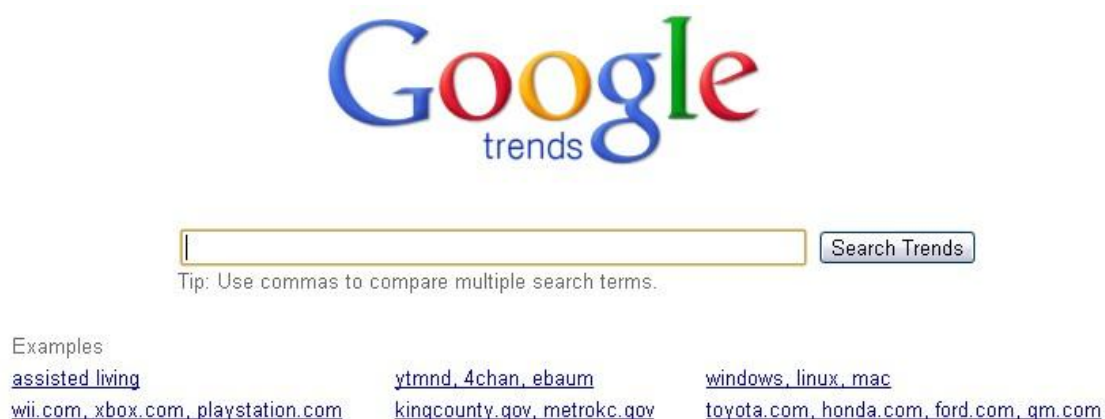 Google
trends
Search Trends
Tip: Use commas to compare multiple search terms.
Examples
assisted living ytmnd, 4chan, ebaum windows, linux, mac
wii.com, xbox.com, playstation.com kingcounty.gov, metrokc.gov toyota.com, honda.com, ford.com, gm.com